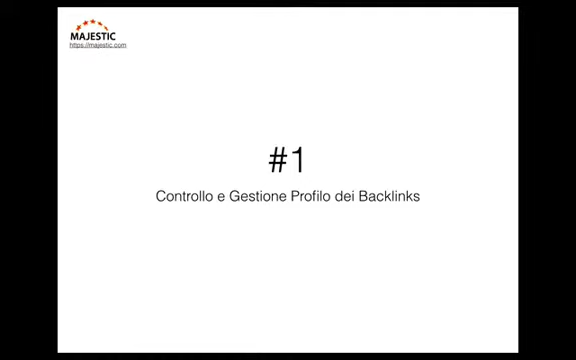 MAJESTIC
https://majestic.com
#1
Controllo e Gestione Profilo dei Backlinks